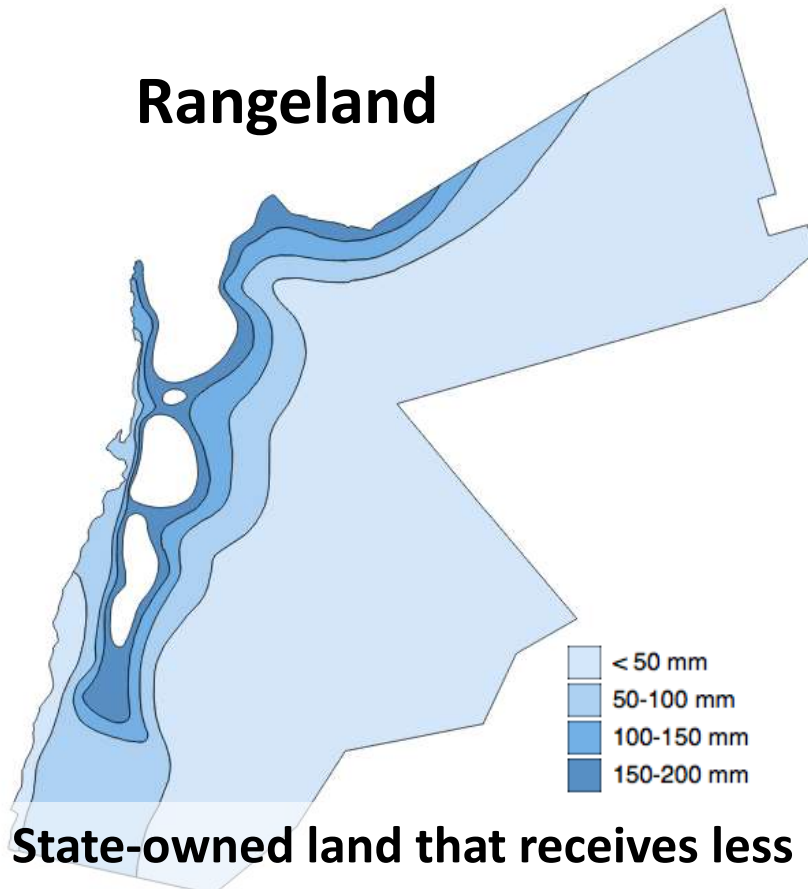 Rangeland
< 50 mm
50-100 mm
100-150 mm
150-200 mm
State-owned land that receives less